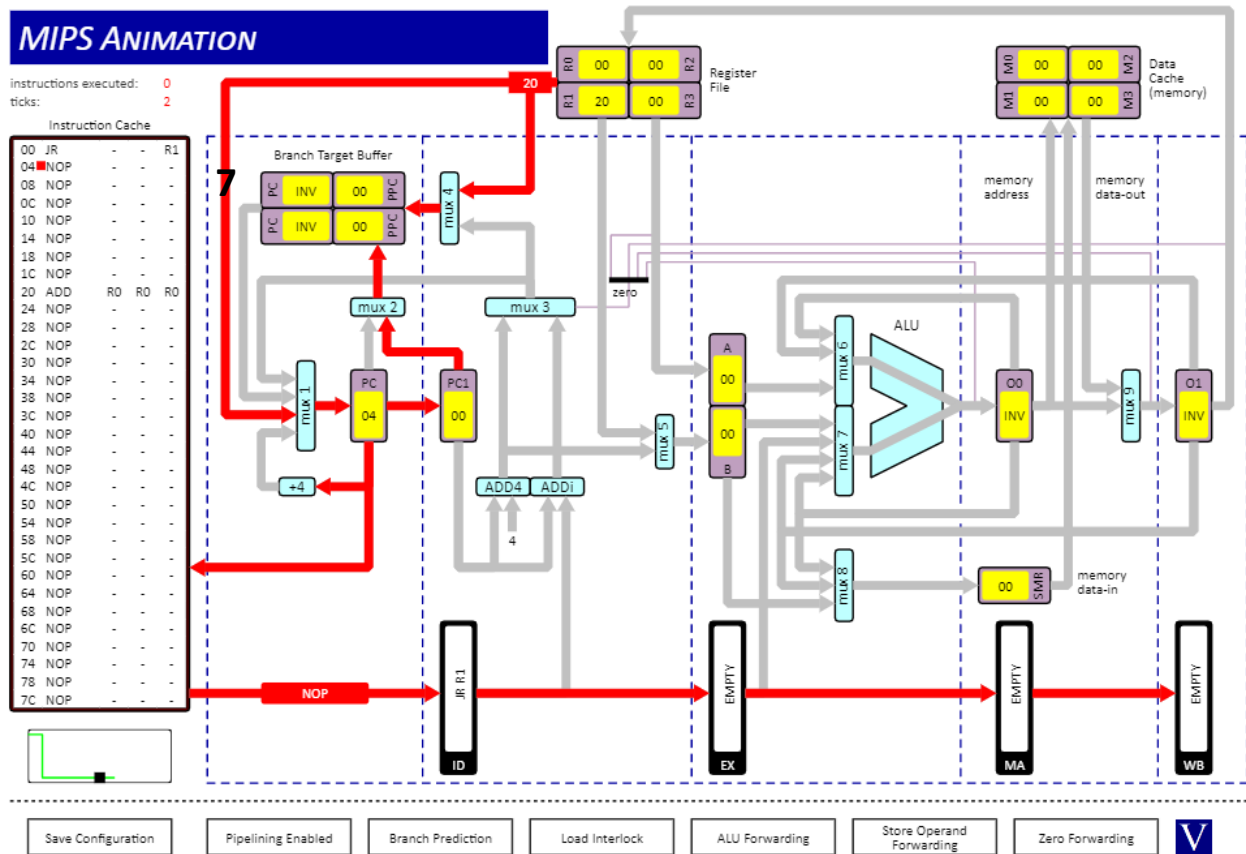 MIPS ANIMATION
instructions executed: 0
ticks: 2
Instruction Cache
00 JR - - R1
04 NOP - - -
08 NOP - - -
0C NOP - - -
10 NOP - - -
14 NOP - - -
18 NOP - - -
1C NOP - - -
20 ADD R0 R0 R0
24 NOP - - -
28 NOP - - -
2C NOP - - -
30 NOP - - -
34 NOP - - -
38 NOP - - -
3C NOP - - -
40 NOP - - -
44 NOP - - -
48 NOP - - -
4C NOP - - -
50 NOP - - -
54 NOP - - -
58 NOP - - -
5C NOP - - -
60 NOP - - -
64 NOP - - -
68 NOP - - -
6C NOP - - -
70 NOP - - -
74 NOP - - -
78 NOP - - -
7C NOP - - -
20
R0 00 00 R2
R1 20 00 R3
Register
File
M0 00 00 M2
M1 00 00 M3
Data
Cache
(memory)
7
Branch Target Buffer
PC INV 00 PPC
PC INV 00 PPC
mux 4
memory
address
memory
data-out
zero
mux 2
mux 3
mux 1
PC
04
PC1
00
+4
ADD4
ADDi
4
mux 5
A
00
00
B
mux 6
mux 7
ALU
mux 8
O0
INV
mux 9
O1
INV
00 SMR
memory
data-in
NOP
JR R1
ID
EMPTY
EX
EMPTY
MA
EMPTY
WB
Save Configuration
Pipelining Enabled
Branch Prediction
Load Interlock
ALU Forwarding
Store Operand
Forwarding
Zero Forwarding
V